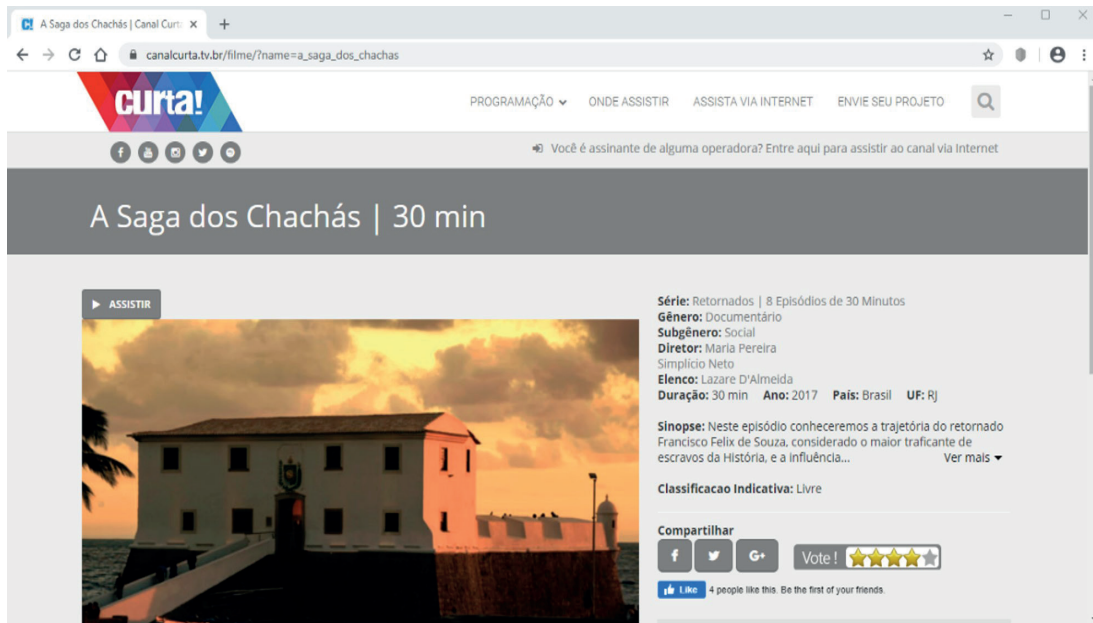 A Saga dos Chachás | Canal Curt
canalcurta.tv.br/filme/?name=a_saga_dos_chachas
curta!
PROGRAMAÇÃO ONDE ASSISTIR ASSISTA VIA INTERNET ENVIE SEU PROJETO
Você é assinante de alguma operadora? Entre aqui para assistir ao canal via Internet
A Saga dos Chachás | 30 min
ASSISTIR
Série: Retornados | 8 Episódios de 30 Minutos
Gênero: Documentário
Subgênero: Social
Diretor: Maria Pereira
Simplício Neto
Elenco: Lazare D'Almeida
Duração: 30 min Ano: 2017 País: Brasil UF: RJ
Sinopse: Neste episódio conheceremos a trajetória do retornado
Francisco Felix de Souza, considerado o maior traficante de
escravos da História, e a influência... Ver mais
Classificacao Indicativa: Livre
Compartilhar
f G+ Vote !
Like 4 people like this. Be the first of your friends.